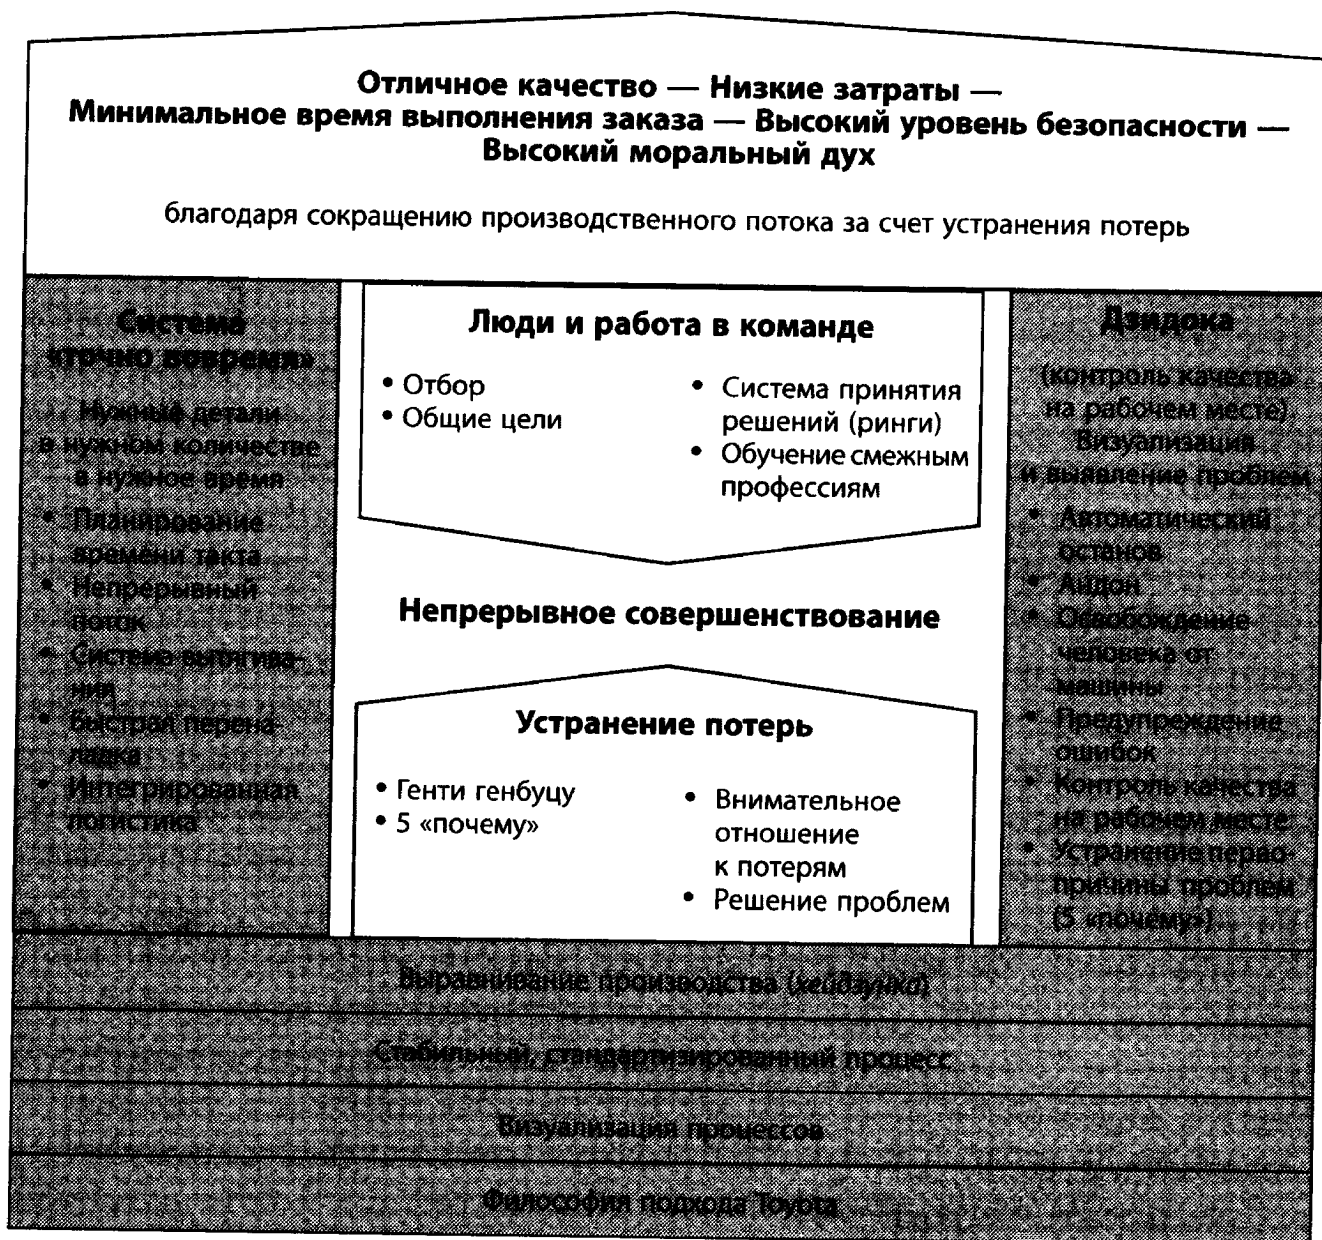 Отличное качество — Низкие затраты —
Минимальное время выполнения заказа — Высокий уровень безопасности —
Высокий моральный дух
благодаря сокращению производственного потока за счет устранения потерь
Система
«точно вовремя»
Нужные детали
в нужном количестве
в нужное время
• Планирование
времени такта
• Непрерывный
поток
• Система вытягива-
ния
• Быстрая перена-
ладка
• Интегрированная
логистика
Люди и работа в команде
• Отбор
• Общие цели
• Система принятия
решений (ринги)
• Обучение смежным
профессиям
Непрерывное совершенствование
Устранение потерь
• Генти генбуцу
• 5 «почему»
• Внимательное
отношение
к потерям
• Решение проблем
Дзидока
(контроль качества
на рабочем месте)
Визуализация
и выявление проблем
• Автоматический
останов
• Андон
• Освобождение
человека от
машины
• Предупреждение
ошибок
• Контроль качества
на рабочем месте
• Устранение перво-
причины проблем
(5 «почему»)
Выравнивание производства (хейдзунка)
Стабильный, стандартизированный процесс
Визуализация процессов
Философия подхода Toyota